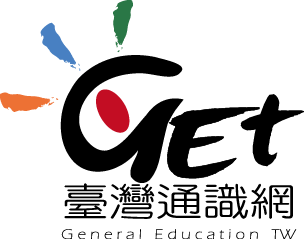 GEt
臺灣通識網
General Education TW